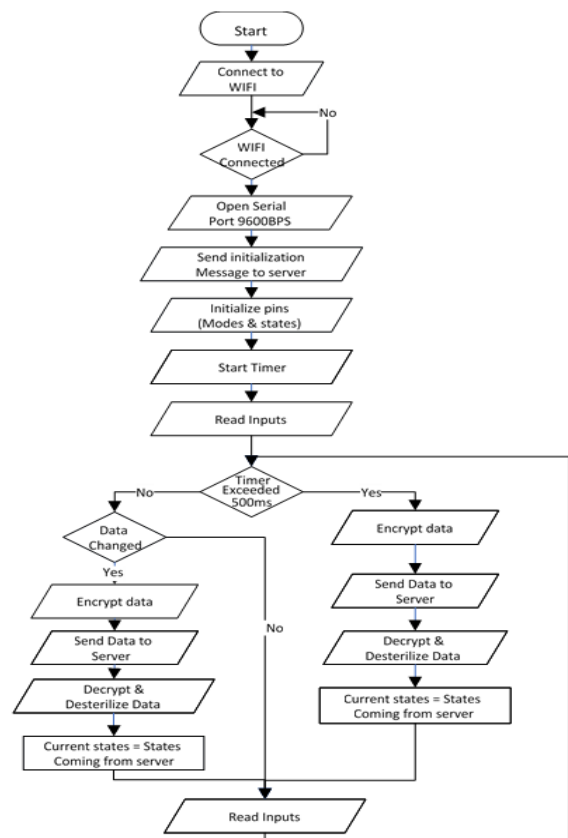 Start
Connect to
WIFI
No
WIFI
Connected
Open Serial
Port 9600BPS
Send initialization
Message to server
Initialize pins
(Modes & states)
Start Timer
Read Inputs
Timer
Exceeded
500ms
No
Yes
Data
Changed
Yes
No
Encrypt data
Send Data to
Server
Decrypt &
Desterilize Data
Current states = States
Coming from server
Encrypt data
Send Data to
Server
Decrypt &
Desterilize Data
Current states = States
Coming from server
Read Inputs